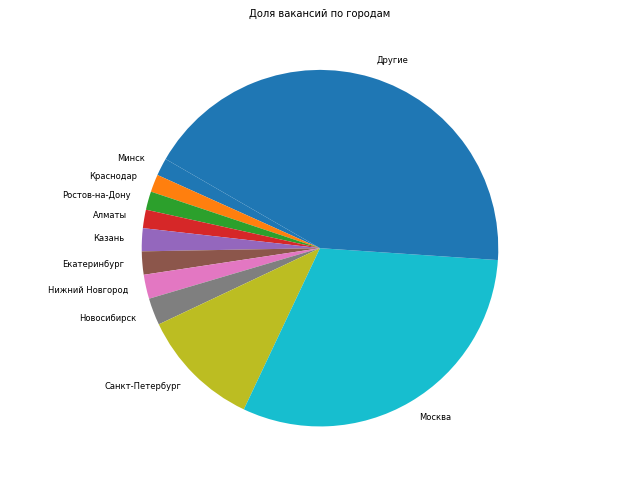 Доля вакансий по городам
Другие
Минск
Краснодар
Ростов-на-Дону
Алматы
Казань
Екатеринбург
Нижний Новгород
Новосибирск
Санкт-Петербург
Москва